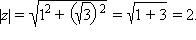 |z| = √(1² + (√3)²) = √(1 + 3) = 2